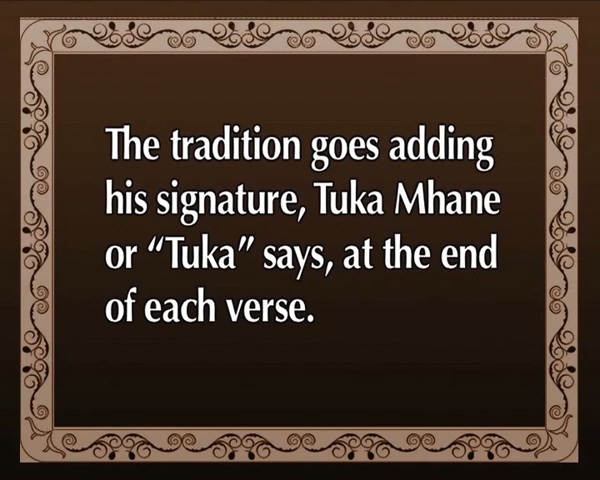 The tradition goes adding
his signature, Tuka Mhane
or “Tuka” says, at the end
of each verse.